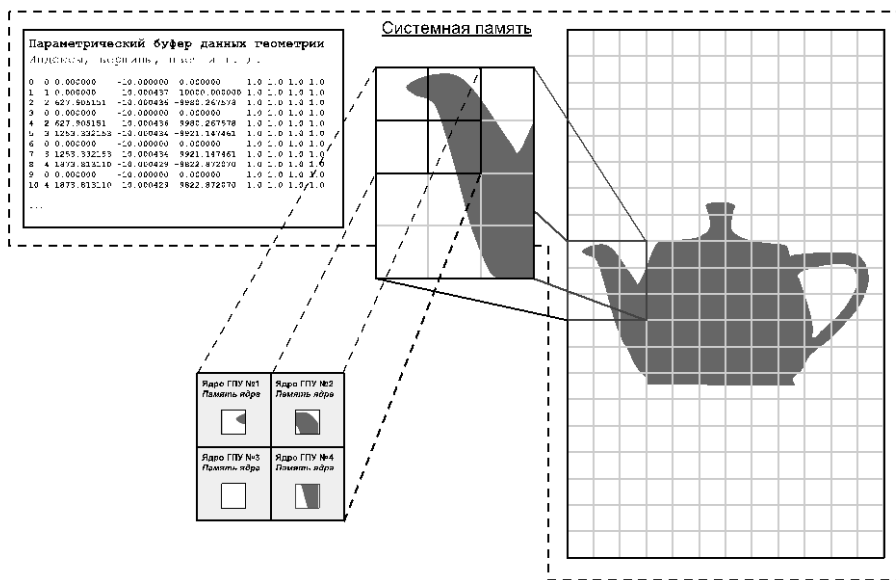 Системная память
Параметрический буфер данных геометрии
Индексы, вершины, и т. д.
0 0 0.000000 -10.000000 0.000000 1.0 1.0 1.0 1.0
1 1 0.000000 10.000437 10000.000000 1.0 1.0 1.0 1.0
2 2 627.905151 -10.000436 -9980.267578 1.0 1.0 1.0 1.0
3 0 0.000000 -10.000000 0.000000 1.0 1.0 1.0 1.0
4 2 627.905151 10.000436 9980.267578 1.0 1.0 1.0 1.0
5 3 1253.332153 -10.000434 -9921.147461 1.0 1.0 1.0 1.0
6 0 0.000000 -10.000000 0.000000 1.0 1.0 1.0 1.0
7 3 1253.332153 10.000434 9921.147461 1.0 1.0 1.0 1.0
8 4 1873.813110 -10.000429 -9822.872070 1.0 1.0 1.0 1.0
9 0 0.000000 -10.000000 0.000000 1.0 1.0 1.0 1.0
10 4 1873.813110 10.000429 9822.872070 1.0 1.0 1.0 1.0
...
Ядро ГПУ №1
Память ядра
Ядро ГПУ №2
Память ядра
Ядро ГПУ №3
Память ядра
Ядро ГПУ №4
Память ядра